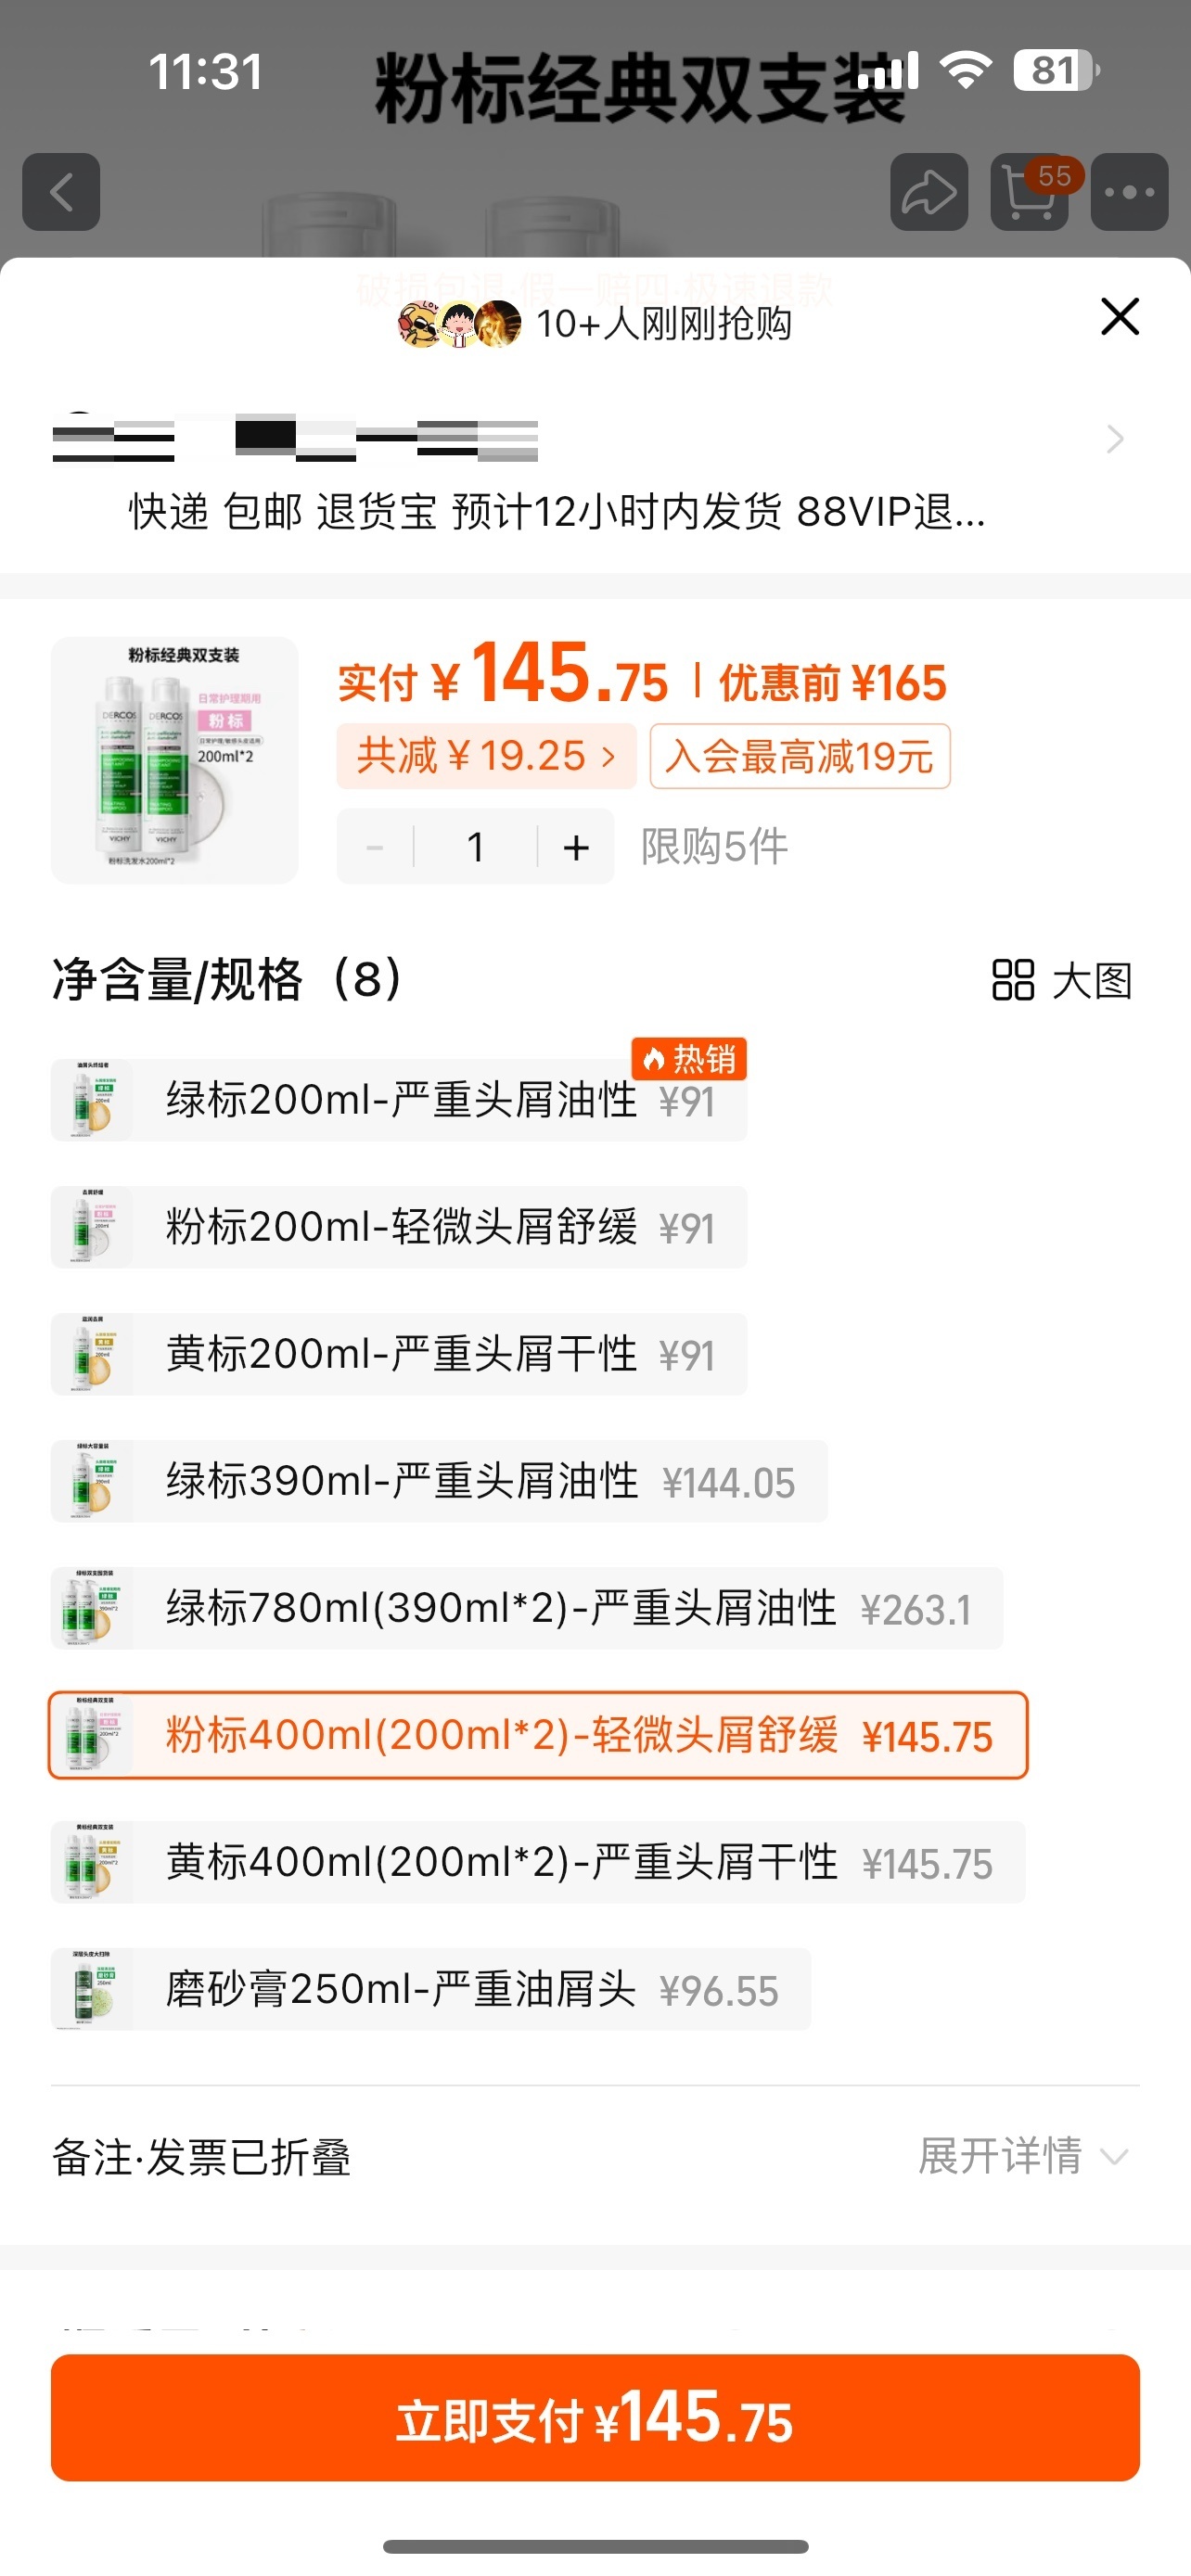 11:31
81
粉标经典双支装
55
破损包退·假一赔四·极速退款
10+人刚刚抢购
快递 包邮 退货宝 预计12小时内发货 88VIP退...
粉标经典双支装
日常护理期用
粉标
200ml*2
DERCOS DERCOS
VICHY VICHY
粉标洗发水200ml*2
实付 ¥ 145.75 优惠前 ¥165
共减 ¥ 19.25 >
入会最高减19元
- 1 + 限购5件
净含量/规格（8）
大图
热销
绿标200ml-严重头屑油性 ¥91
粉标200ml-轻微头屑舒缓 ¥91
黄标200ml-严重头屑干性 ¥91
绿标390ml-严重头屑油性 ¥144.05
绿标780ml(390ml*2)-严重头屑油性 ¥263.1
粉标400ml(200ml*2)-轻微头屑舒缓 ¥145.75
黄标400ml(200ml*2)-严重头屑干性 ¥145.75
磨砂膏250ml-严重油屑头 ¥96.55
备注·发票已折叠
展开详情
立即支付 ¥145.75